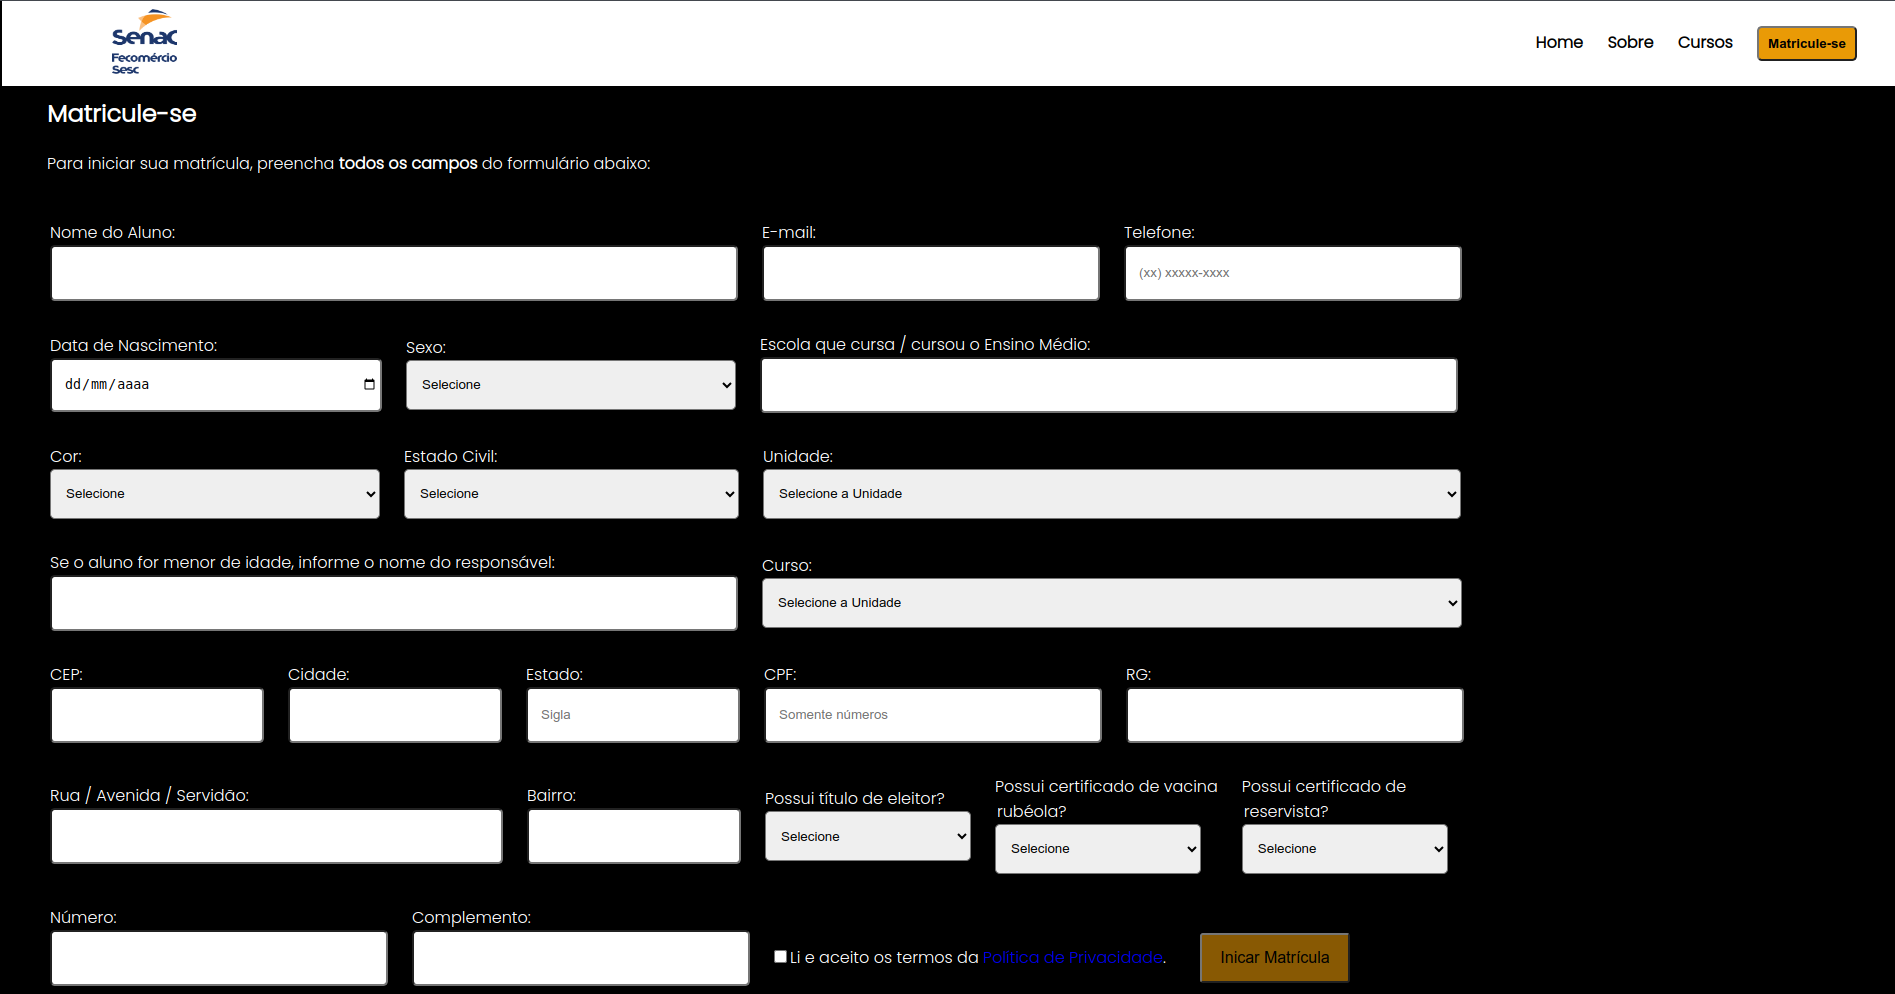 Senac
Fecomércio
Sesc
Home Sobre Cursos Matricule-se
Matricule-se
Para iniciar sua matrícula, preencha todos os campos do formulário abaixo:
Nome do Aluno: E-mail: Telefone:
(xx) xxxxx-xxxx
Data de Nascimento: Sexo: Escola que cursa / cursou o Ensino Médio:
dd/mm/aaaa Selecione
Cor: Estado Civil: Unidade:
Selecione Selecione Selecione a Unidade
Se o aluno for menor de idade, informe o nome do responsável: Curso:
Selecione a Unidade
CEP: Cidade: Estado: CPF: RG:
Sigla Somente números
Rua / Avenida / Servidão: Bairro: Possui título de eleitor? Possui certificado de vacina rubéola? Possui certificado de reservista?
Selecione Selecione Selecione
Número: Complemento:
Li e aceito os termos da Política de Privacidade. Inicar Matrícula